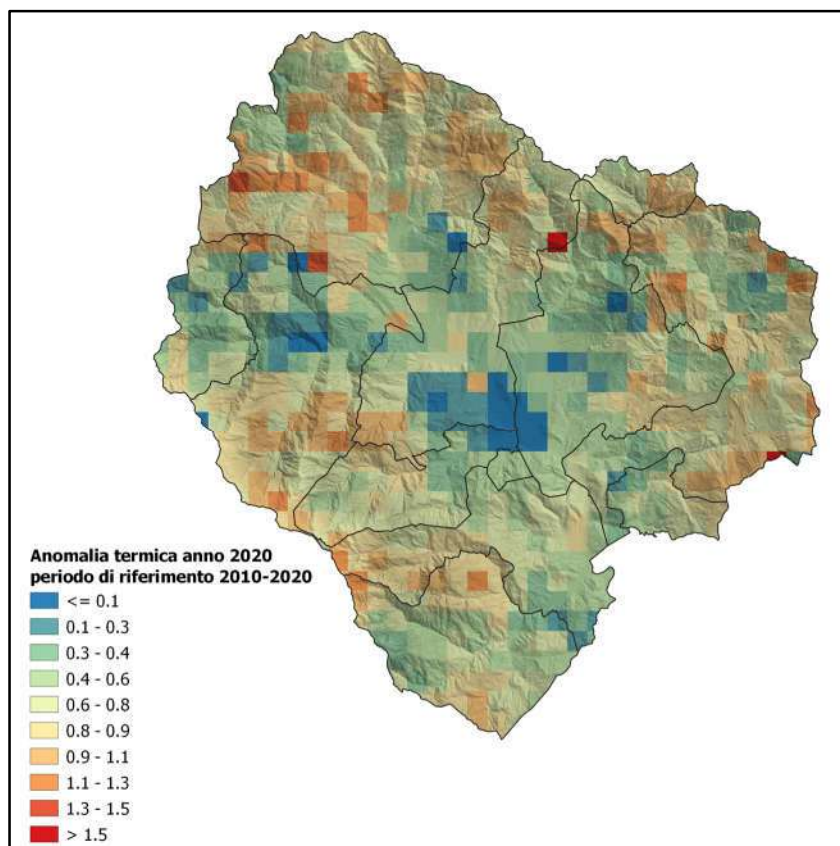 Anomalia termica anno 2020
periodo di riferimento 2010-2020
<= 0.1
0.1 - 0.3
0.3 - 0.4
0.4 - 0.6
0.6 - 0.8
0.8 - 0.9
0.9 - 1.1
1.1 - 1.3
1.3 - 1.5
> 1.5